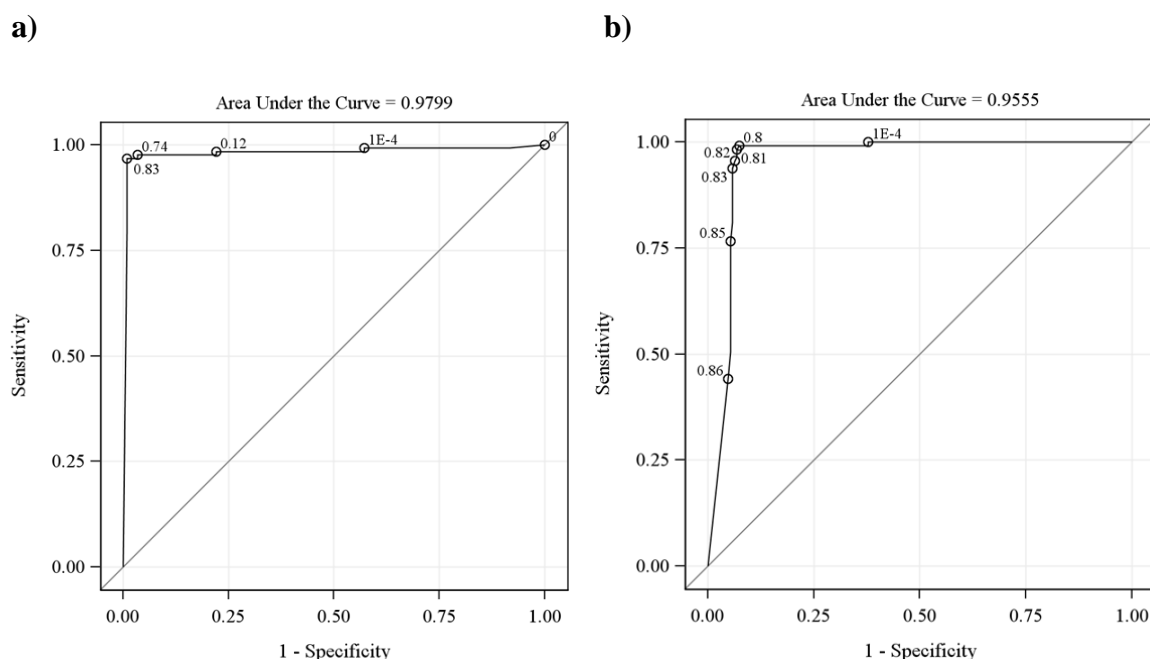 a)
Area Under the Curve = 0.9799
1.00
0.75
0.50
0.25
0.00
Sensitivity
0.83
0.74
0.12
1E-4
0
0.00 0.25 0.50 0.75 1.00
1 - Specificity
b)
Area Under the Curve = 0.9555
1.00
0.75
0.50
0.25
0.00
Sensitivity
0.8
1E-4
0.82
0.81
0.83
0.85
0.86
0.00 0.25 0.50 0.75 1.00
1 - Specificity